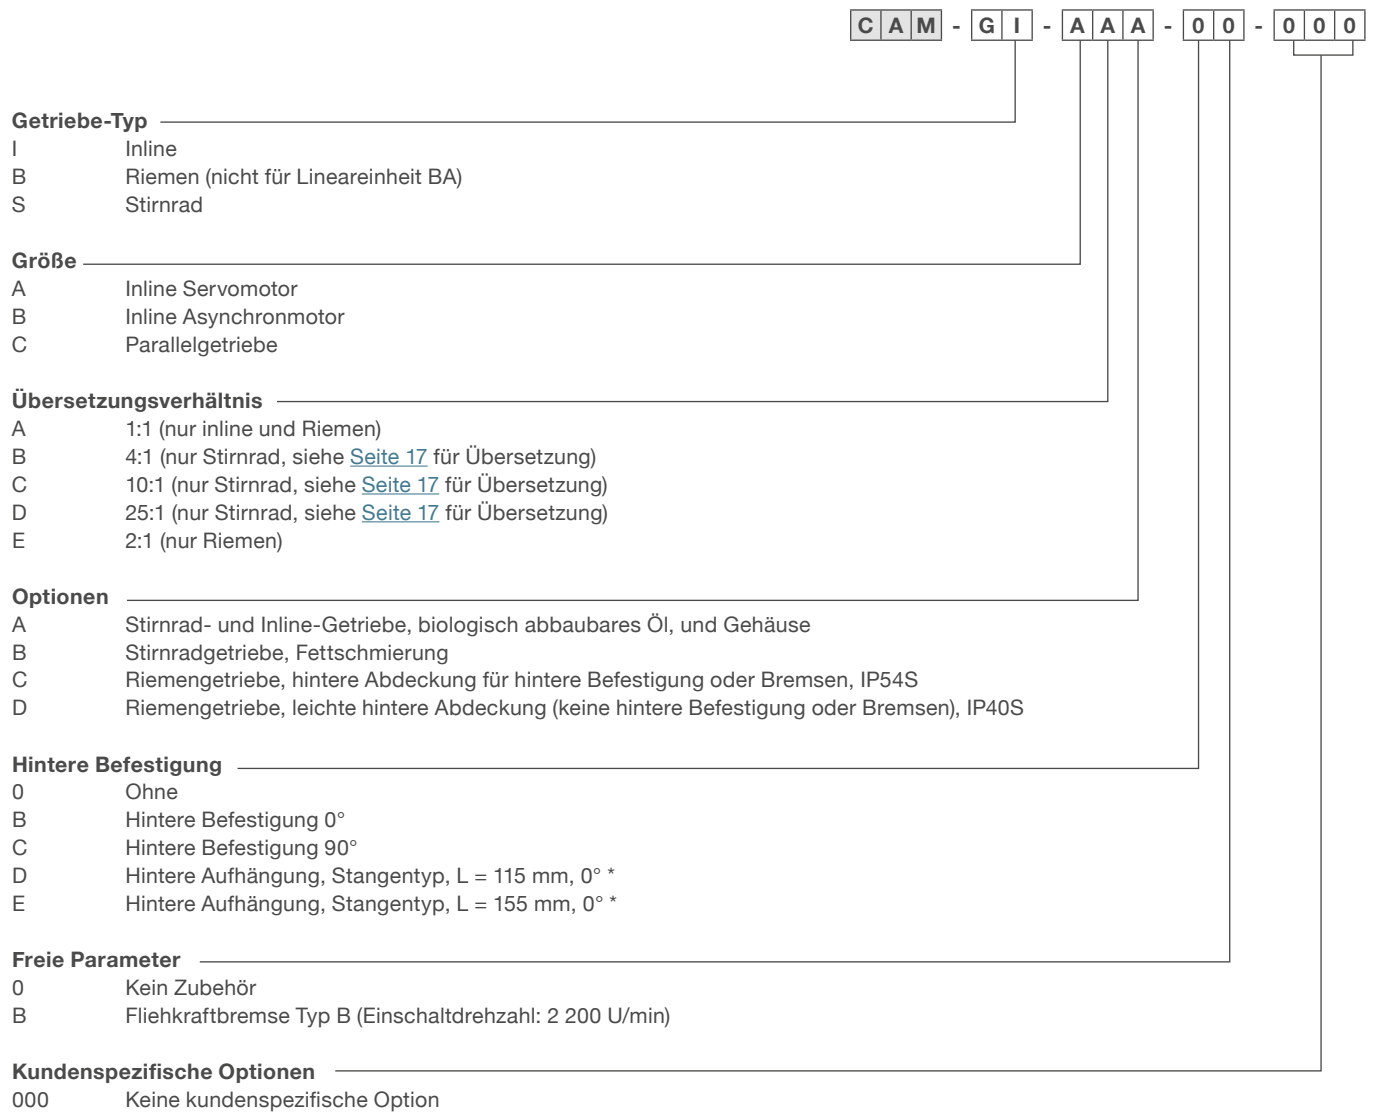 CAM - GI - AAA - 00 - 000
Getriebe-Typ
I Inline
B Riemen (nicht für Lineareinheit BA)
S Stirnrad
Größe
A Inline Servomotor
B Inline Asynchronmotor
C Parallelgetriebe
Übersetzungsverhältnis
A 1:1 (nur inline und Riemen)
B 4:1 (nur Stirnrad, siehe Seite 17 für Übersetzung)
C 10:1 (nur Stirnrad, siehe Seite 17 für Übersetzung)
D 25:1 (nur Stirnrad, siehe Seite 17 für Übersetzung)
E 2:1 (nur Riemen)
Optionen
A Stirnrad- und Inline-Getriebe, biologisch abbaubares Öl, und Gehäuse
B Stirnradgetriebe, Fettschmierung
C Riemengetriebe, hintere Abdeckung für hintere Befestigung oder Bremsen, IP54S
D Riemengetriebe, leichte hintere Abdeckung (keine hintere Befestigung oder Bremsen), IP40S
Hintere Befestigung
0 Ohne
B Hintere Befestigung 0°
C Hintere Befestigung 90°
D Hintere Aufhängung, Stangentyp, L = 115 mm, 0° *
E Hintere Aufhängung, Stangentyp, L = 155 mm, 0° *
Freie Parameter
0 Kein Zubehör
B Fliehkraftbremse Typ B (Einschaltdrehzahl: 2 200 U/min)
Kundenspezifische Optionen
000 Keine kundenspezifische Option